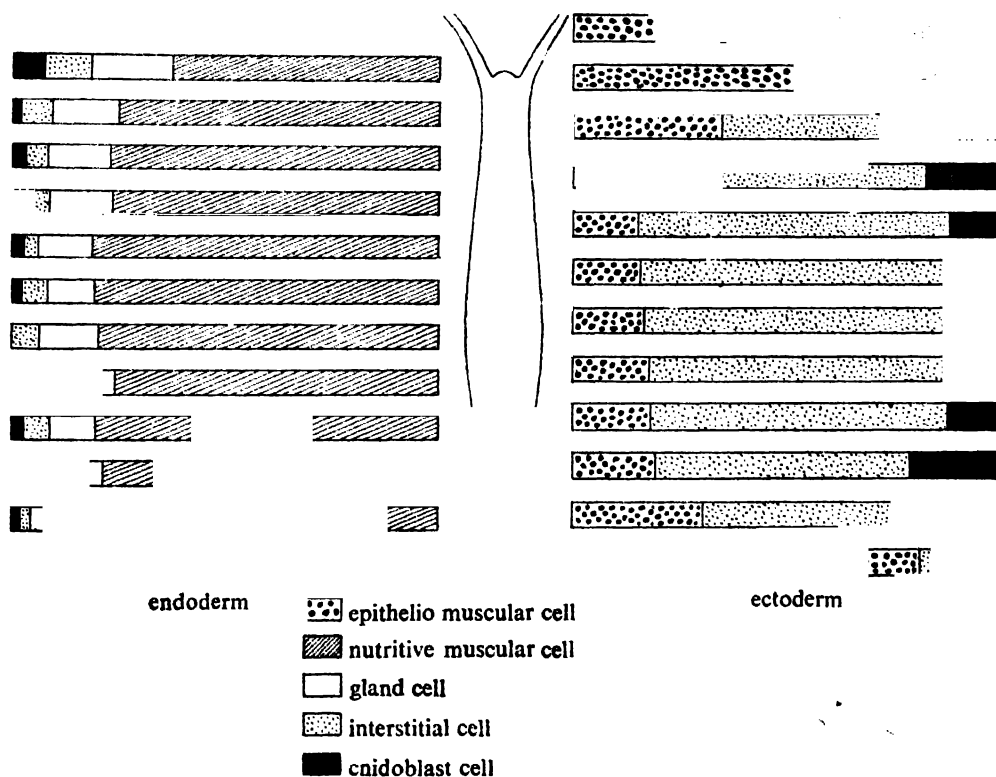 endoderm
ectoderm
epithelio muscular cell
nutritive muscular cell
gland cell
interstitial cell
cnidoblast cell